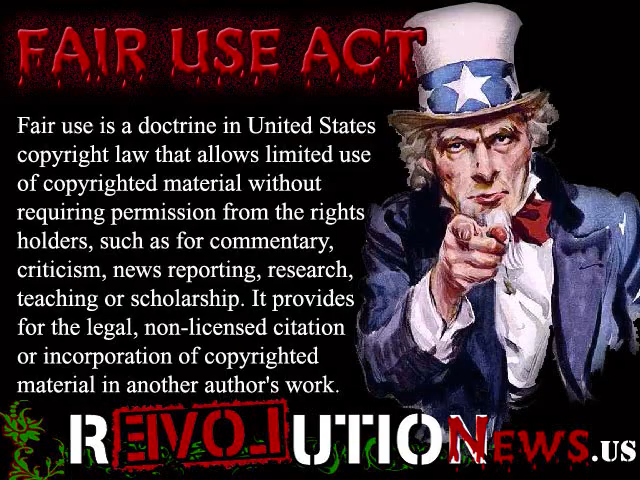 FAIR USE ACT
Fair use is a doctrine in United States
copyright law that allows limited use
of copyrighted material without
requiring permission from the rights
holders, such as for commentary,
criticism, news reporting, research,
teaching or scholarship. It provides
for the legal, non-licensed citation
or incorporation of copyrighted
material in another author's work.
REVOLUTIONEWS.US